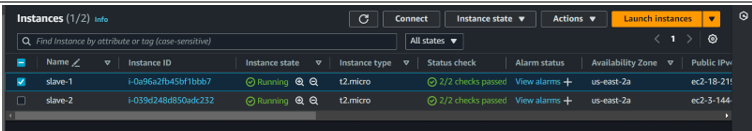 Instances (1/2) Info
Connect
Instance state
Actions
Launch instances
Find Instance by attribute or tag (case-sensitive)
All states
1
Name Instance ID Instance state Instance type Status check Alarm status Availability Zone Public IPv
slave-1 i-0a96a2fb45bf1bbb7 Running t2.micro 2/2 checks passed View alarms + us-east-2a ec2-18-219
slave-2 i-039d248d850adc232 Running t2.micro 2/2 checks passed View alarms + us-east-2a ec2-3-144